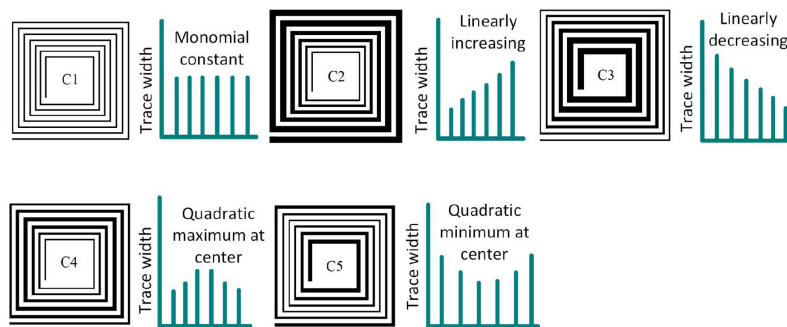 C1
Trace width
Monomial
constant
C2
Trace width
Linearly
increasing
C3
Trace width
Linearly
decreasing
C4
Trace width
Quadratic
maximum at
center
C5
Trace width
Quadratic
minimum at
center